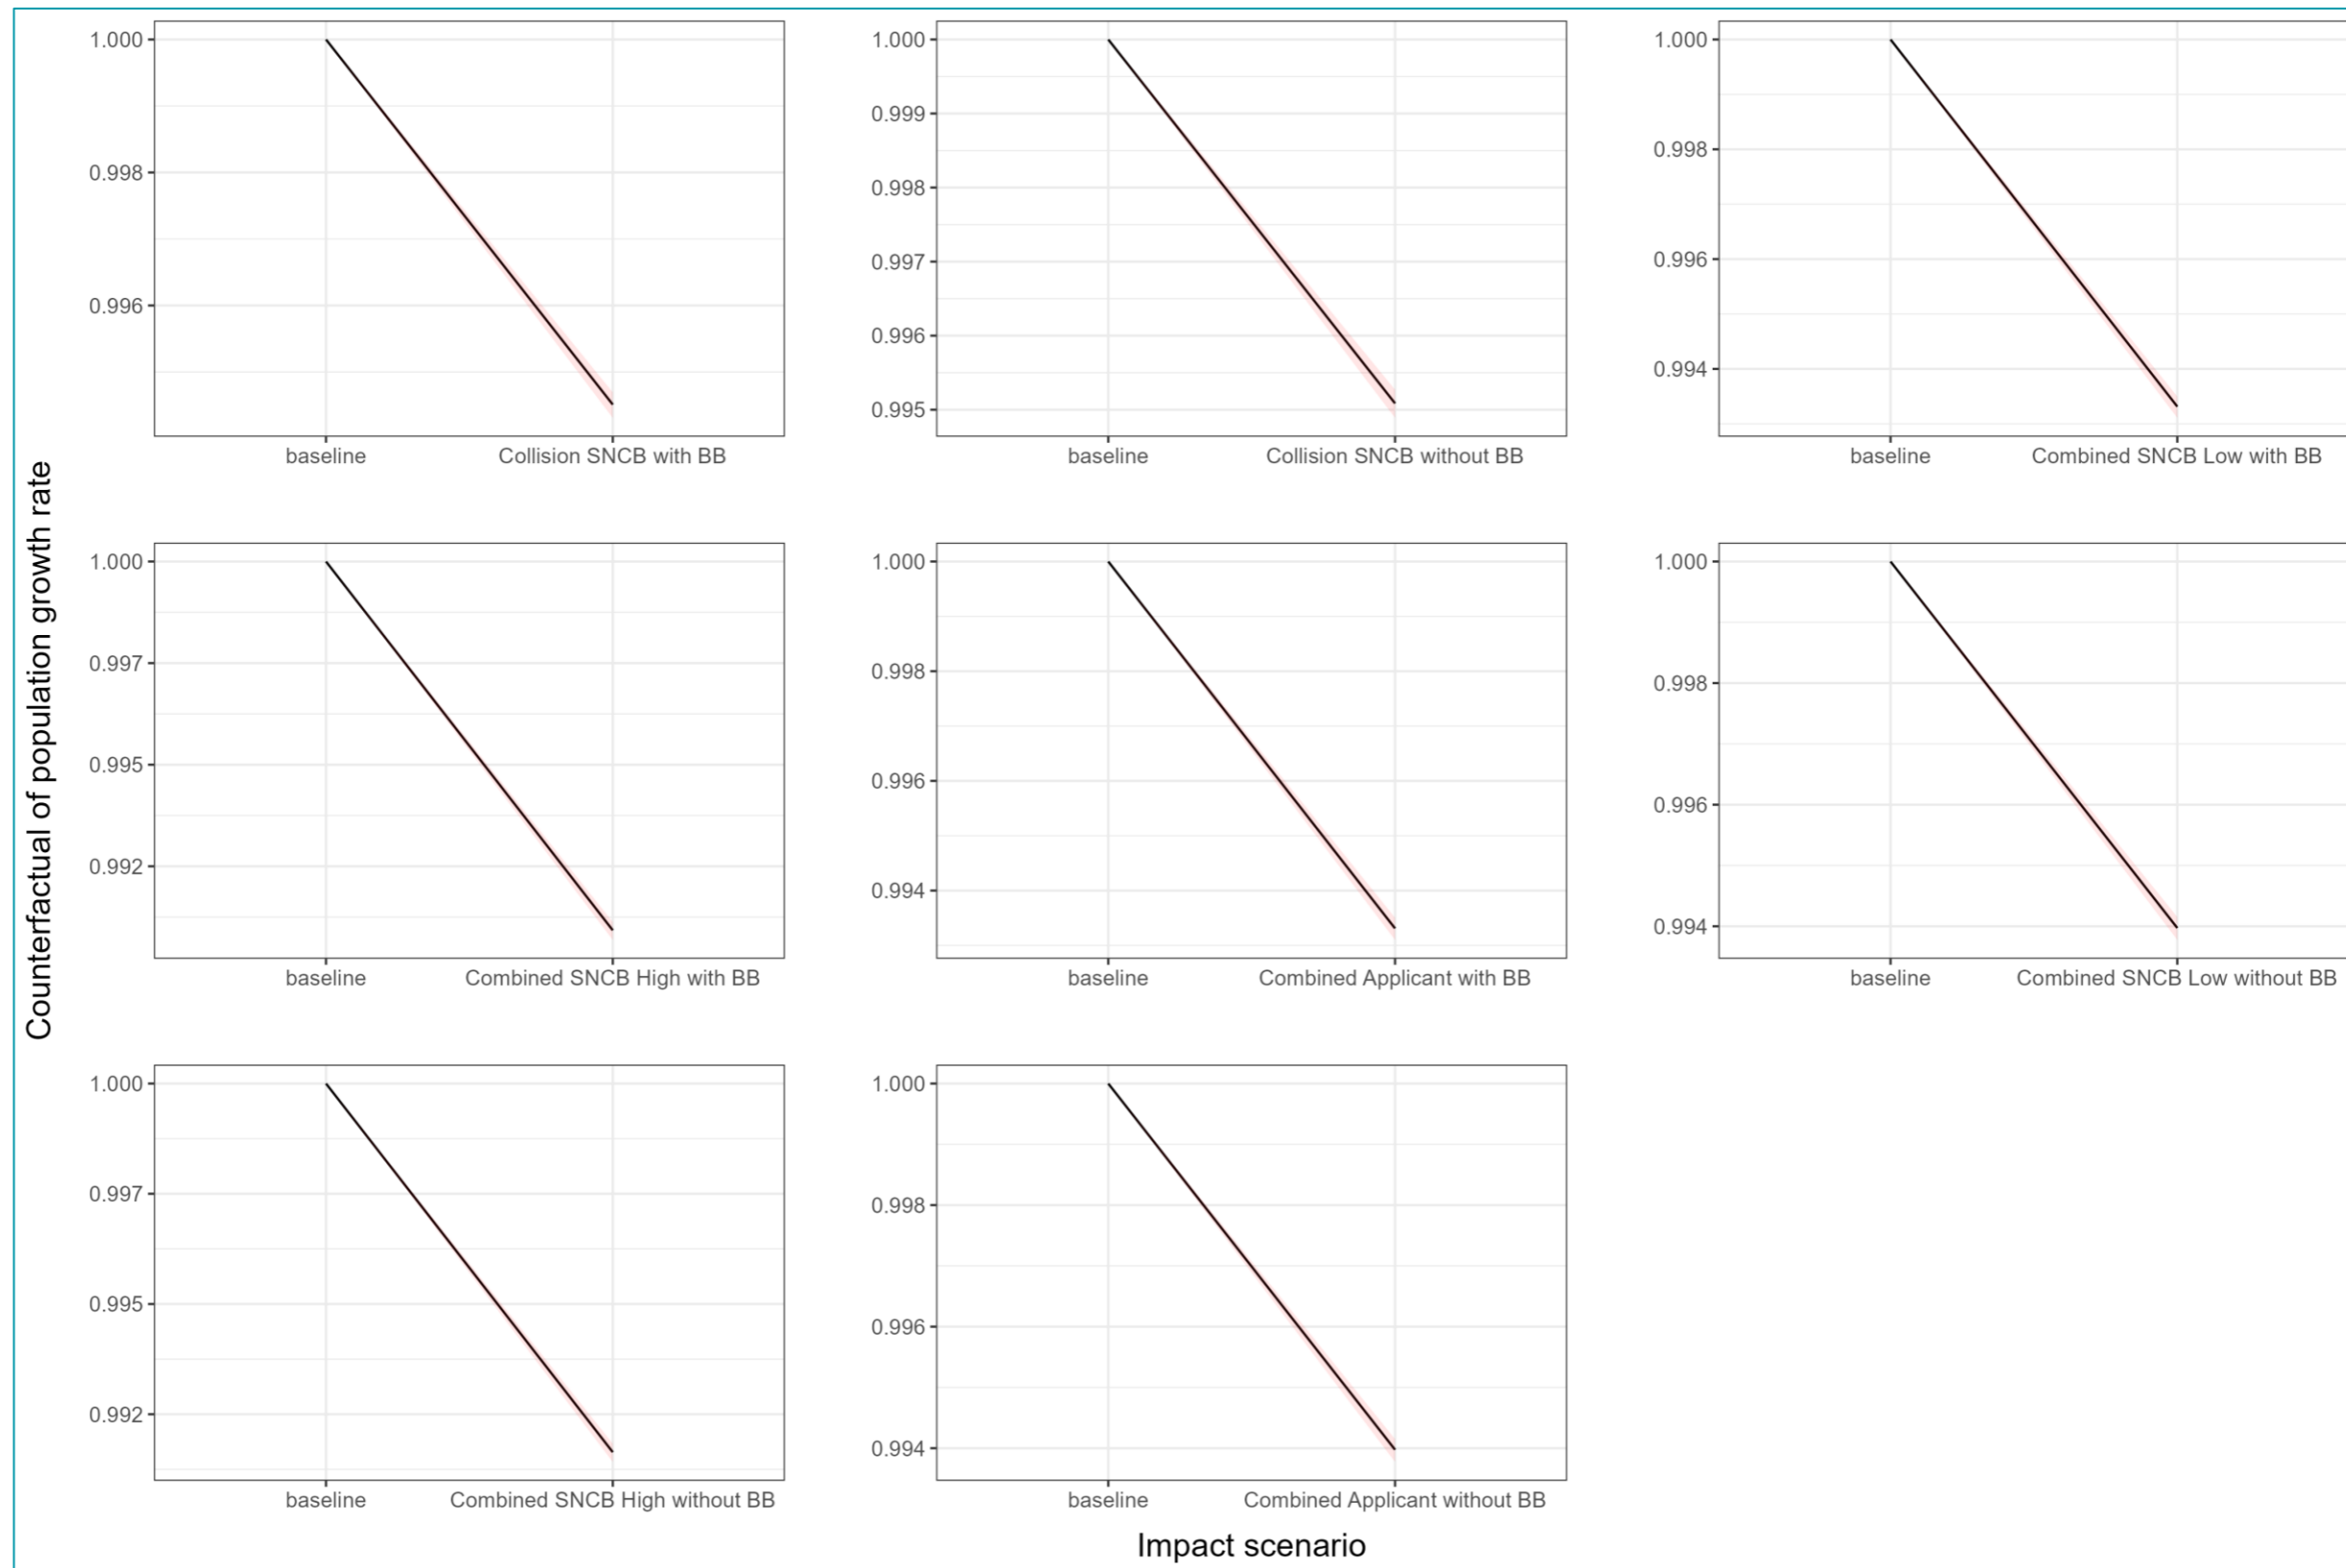 Counterfactual of population growth rate
1.000
0.998
0.996
baseline
Collision SNCB with BB
1.000
0.999
0.998
0.997
0.996
0.995
baseline
Collision SNCB without BB
1.000
0.998
0.996
0.994
baseline
Combined SNCB Low with BB
1.000
0.997
0.995
0.992
baseline
Combined SNCB High with BB
1.000
0.998
0.996
0.994
baseline
Combined Applicant with BB
1.000
0.998
0.996
0.994
baseline
Combined SNCB Low without BB
1.000
0.997
0.995
0.992
baseline
Combined SNCB High without BB
1.000
0.998
0.996
0.994
baseline
Combined Applicant without BB
Impact scenario